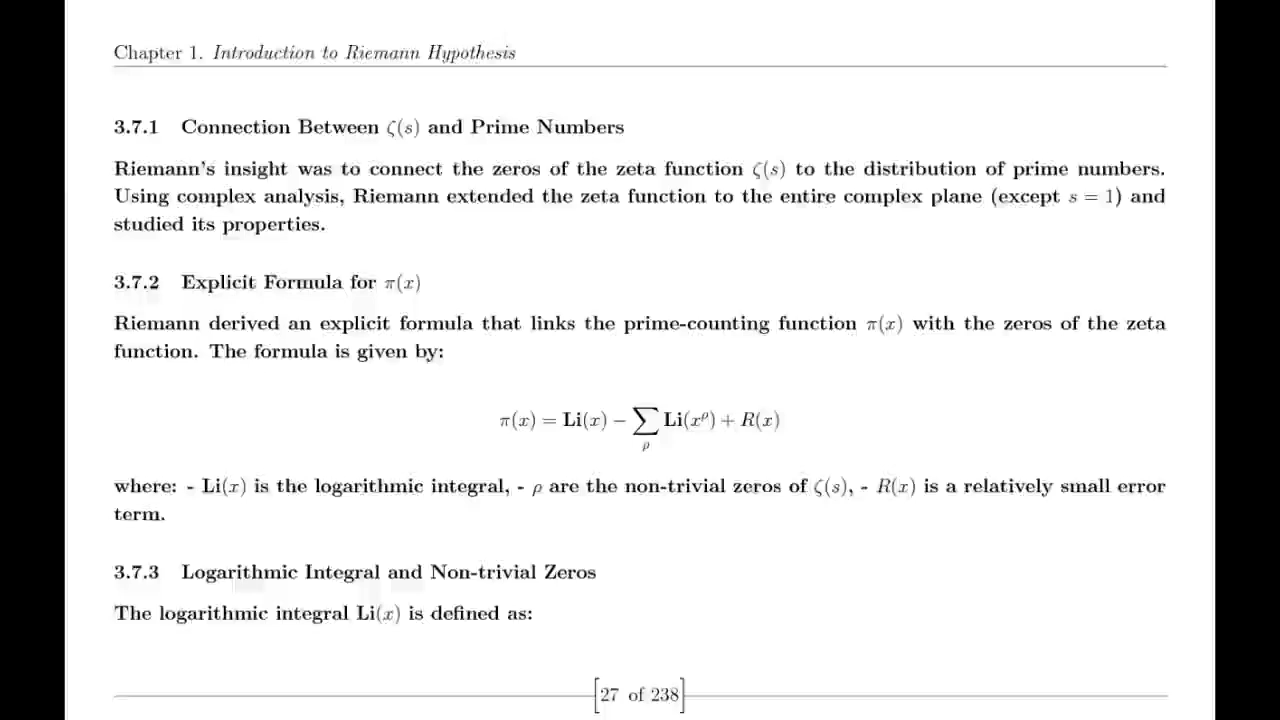 Chapter 1. Introduction to Riemann Hypothesis
3.7.1 Connection Between ζ(s) and Prime Numbers
Riemann's insight was to connect the zeros of the zeta function ζ(s) to the distribution of prime numbers.
Using complex analysis, Riemann extended the zeta function to the entire complex plane (except s = 1) and
studied its properties.
3.7.2 Explicit Formula for π(x)
Riemann derived an explicit formula that links the prime-counting function π(x) with the zeros of the zeta
function. The formula is given by:
π(x) = Li(x) − ∑ Li(x^ρ) + R(x)
ρ
where: - Li(x) is the logarithmic integral, - ρ are the non-trivial zeros of ζ(s), - R(x) is a relatively small error
term.
3.7.3 Logarithmic Integral and Non-trivial Zeros
The logarithmic integral Li(x) is defined as:
[27 of 238]